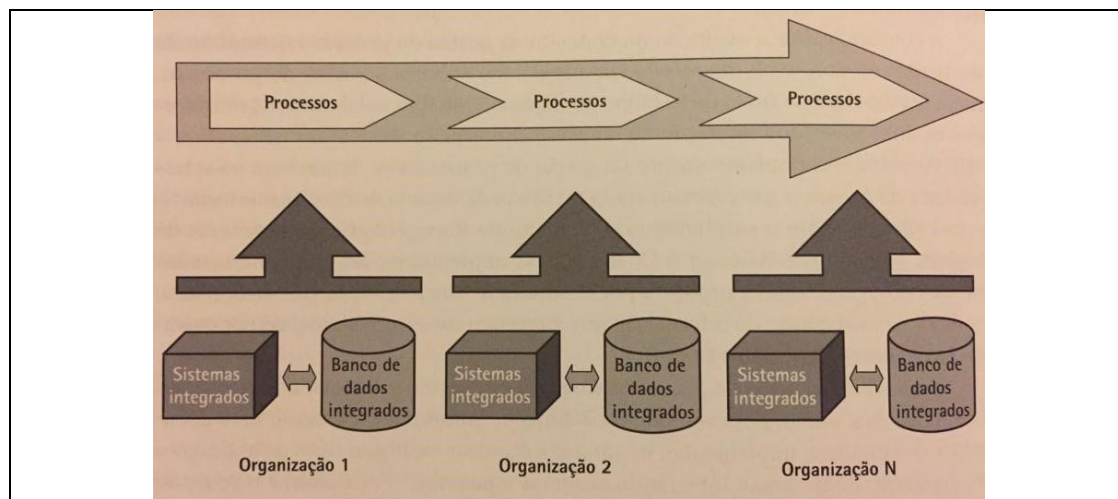 Processos
Processos
Processos
Sistemas
integrados
Banco de
dados
integrados
Sistemas
integrados
Banco de
dados
integrados
Sistemas
integrados
Banco de
dados
integrados
Organização 1
Organização 2
Organização N